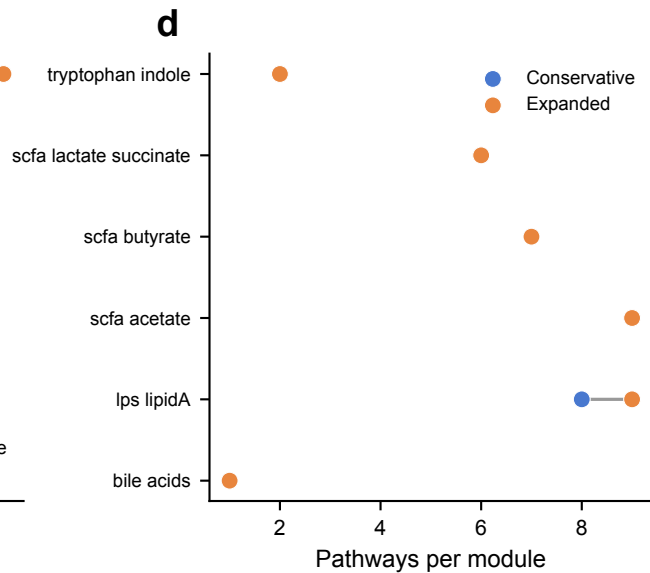 d
tryptophan indole
scfa lactate succinate
scfa butyrate
scfa acetate
lps lipidA
bile acids
Conservative
Expanded
2 4 6 8
Pathways per module